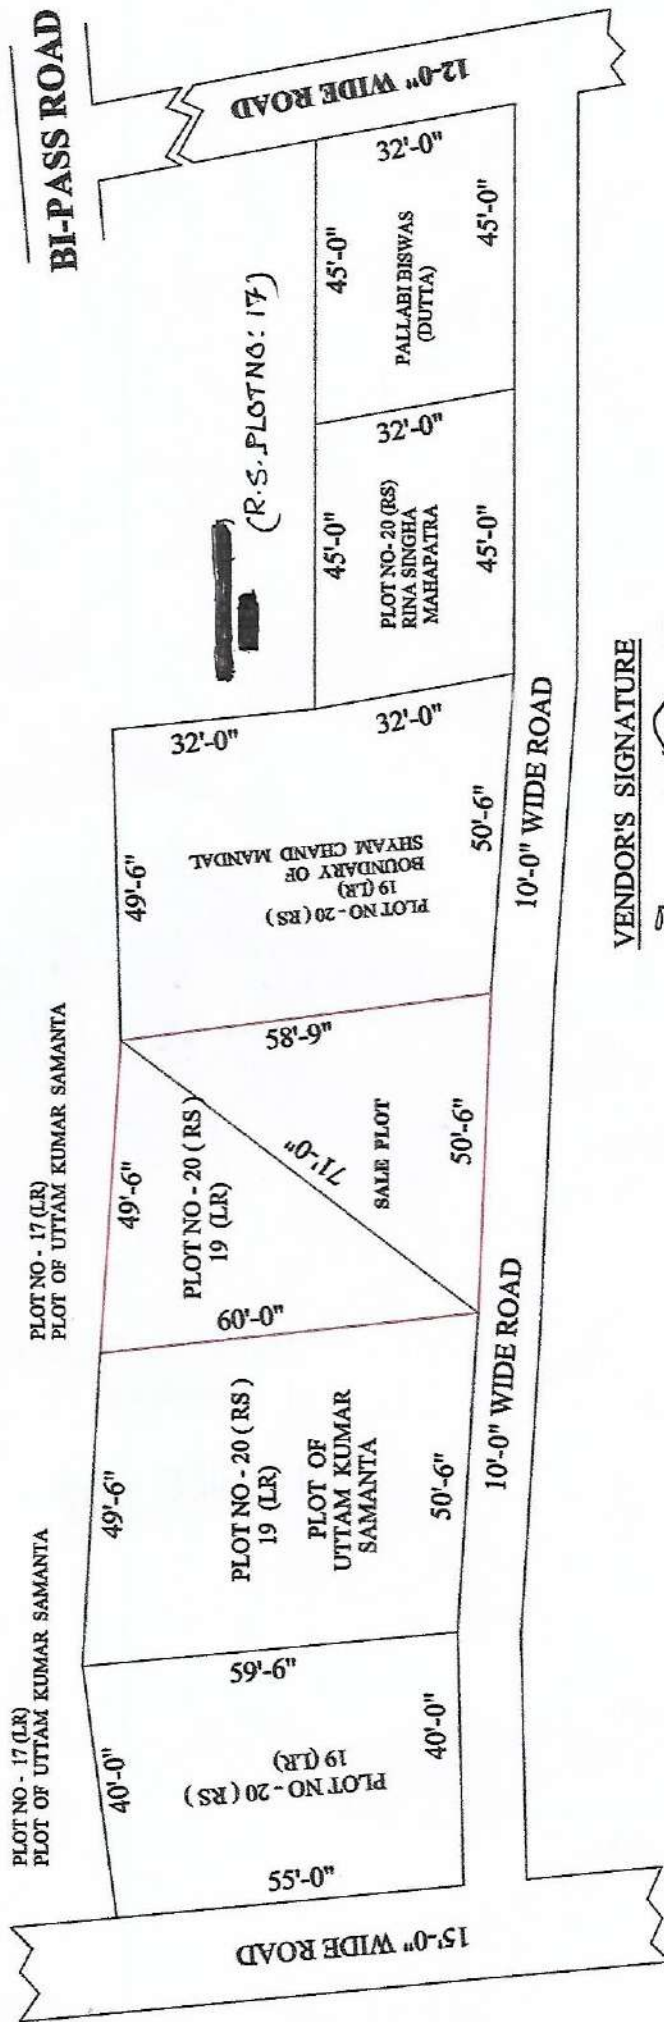 BI-PASS ROAD
12-0" WIDE ROAD
PLOT NO - 17 (LR)
PLOT OF UTTAM KUMAR SAMANTA
PLOT NO - 17 (LR)
PLOT OF UTTAM KUMAR SAMANTA
(R.S. PLOTNO: 17)
15'-0" WIDE ROAD
55'-0"
40'-0"
PLOT NO - 20 ( RS )
19 (LR)
40'-0"
59'-6"
49'-6"
PLOT NO - 20 ( RS )
19 (LR)
PLOT OF
UTTAM KUMAR
SAMANTA
50'-6"
60'-0"
49'-6"
PLOT NO - 20 ( RS )
19 (LR)
71'-0"
SALE PLOT
50'-6"
58'-9"
49'-6"
PLOT NO - 20 ( RS )
19 (LR)
BOUNDARY OF
SHYAM CHAND MANDAL
50'-6"
32'-0"
32'-0"
45'-0"
PLOT NO- 20 (RS)
RINA SINGHA
MAHAPATRA
45'-0"
32'-0"
45'-0"
PALLABI BISWAS
(DUTTA)
45'-0"
32'-0"
10'-0" WIDE ROAD
10'-0" WIDE ROAD
VENDOR'S SIGNATURE